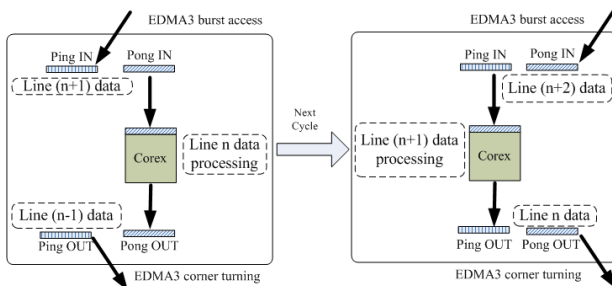 EDMA3 burst access
Ping IN
Pong IN
Line (n+1) data
Corex
Line n data
processing
Line (n-1) data
Ping OUT
Pong OUT
EDMA3 corner turning
Next
Cycle
EDMA3 burst access
Ping IN
Pong IN
Line (n+2) data
Line (n+1) data
processing
Corex
Line n data
Ping OUT
Pong OUT
EDMA3 corner turning